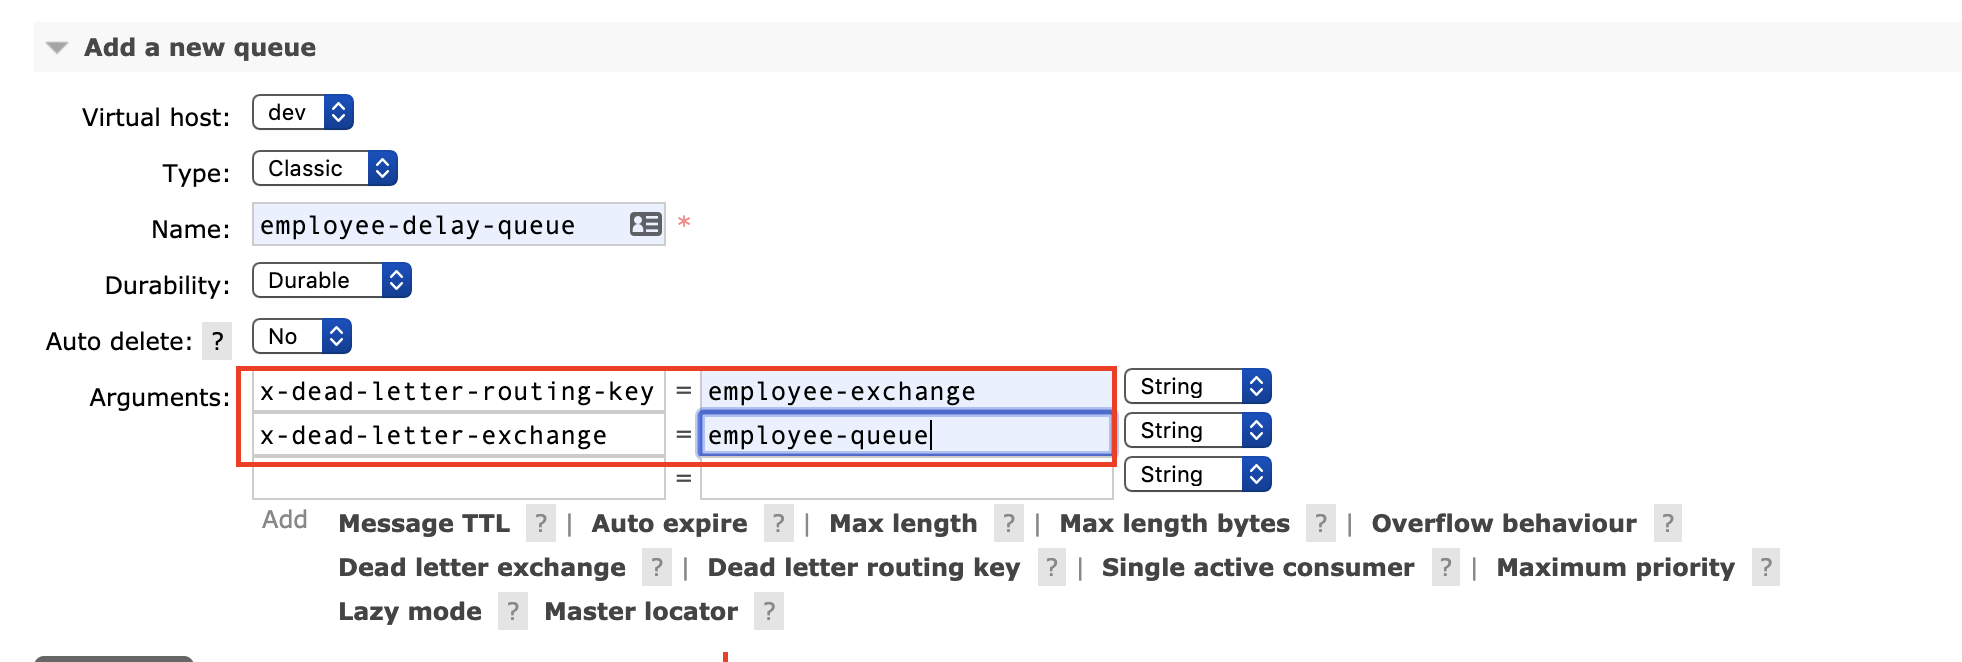 Add a new queue
Virtual host: dev
Type: Classic
Name: employee-delay-queue *
Durability: Durable
Auto delete: ? No
Arguments: x-dead-letter-routing-key = employee-exchange String
x-dead-letter-exchange = employee-queue String
= String
Add Message TTL ? | Auto expire ? | Max length ? | Max length bytes ? | Overflow behaviour ?
Dead letter exchange ? | Dead letter routing key ? | Single active consumer ? | Maximum priority ?
Lazy mode ? Master locator ?